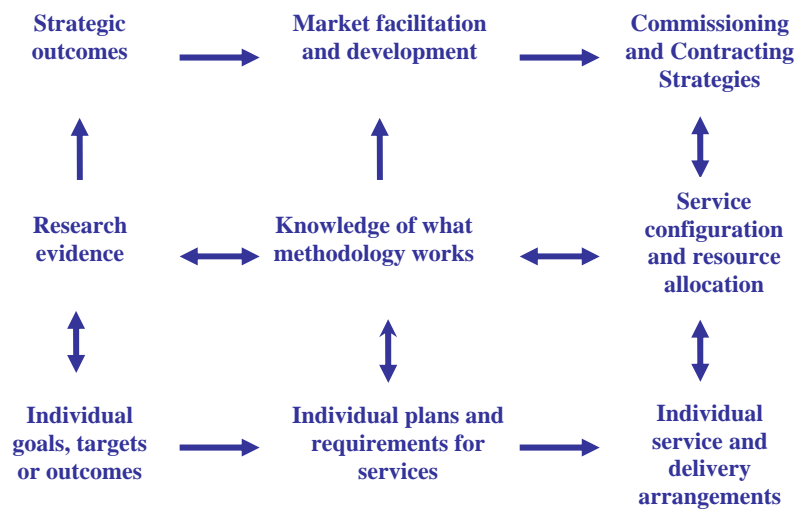 Strategic
outcomes
Market facilitation
and development
Commissioning
and Contracting
Strategies
Research
evidence
Knowledge of what
methodology works
Service
configuration
and resource
allocation
Individual
goals, targets
or outcomes
Individual plans and
requirements for
services
Individual
service and
delivery
arrangements